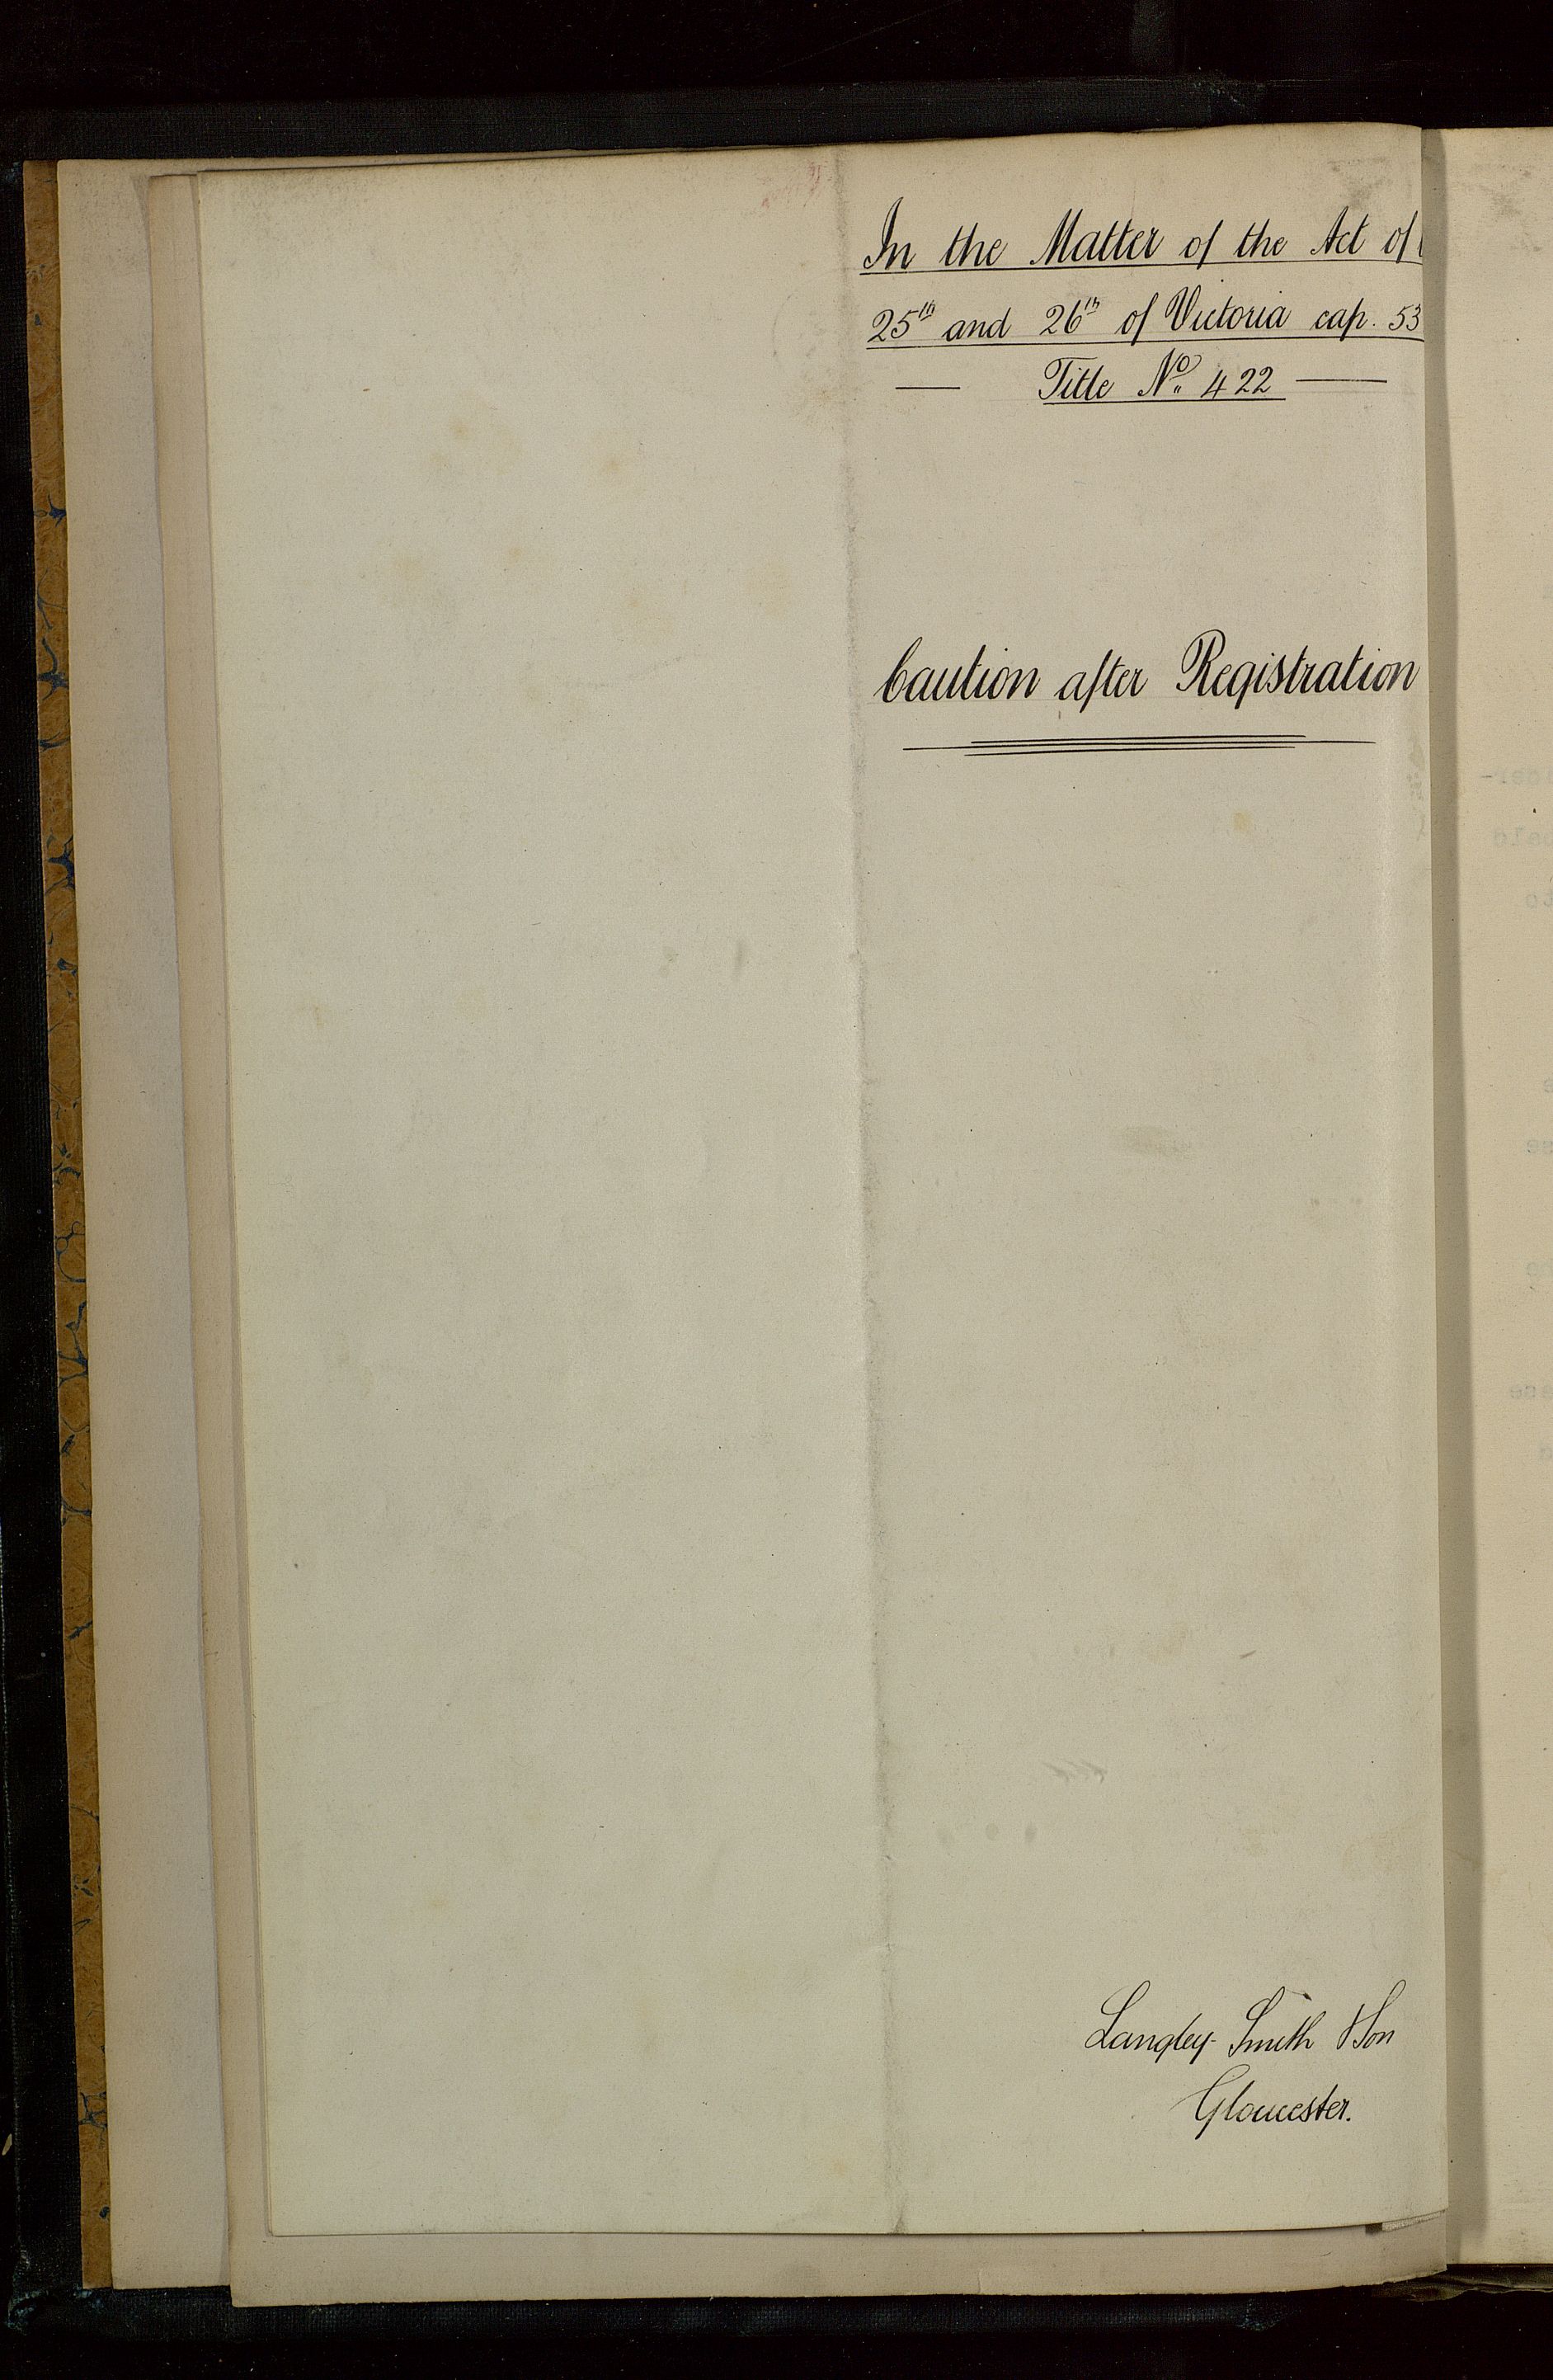 In the Matter of the Act of
25th and 26th of Victoria cap. 53
Title No. 422
Caution after Registration
Langley-Smith & Son
Gloucester.